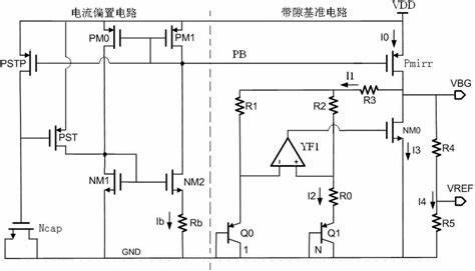 电流偏置电路
带隙基准电路
VDD
I0
PM0
PM1
PSTP
PB
Pmirr
I1
VBG
R1
R2
R3
PST
YF1
NM0
I3
R4
NM1
NM2
I2
R0
VREF
I4
Ib
Rb
R5
Ncap
Q0
Q1
GND
1
N